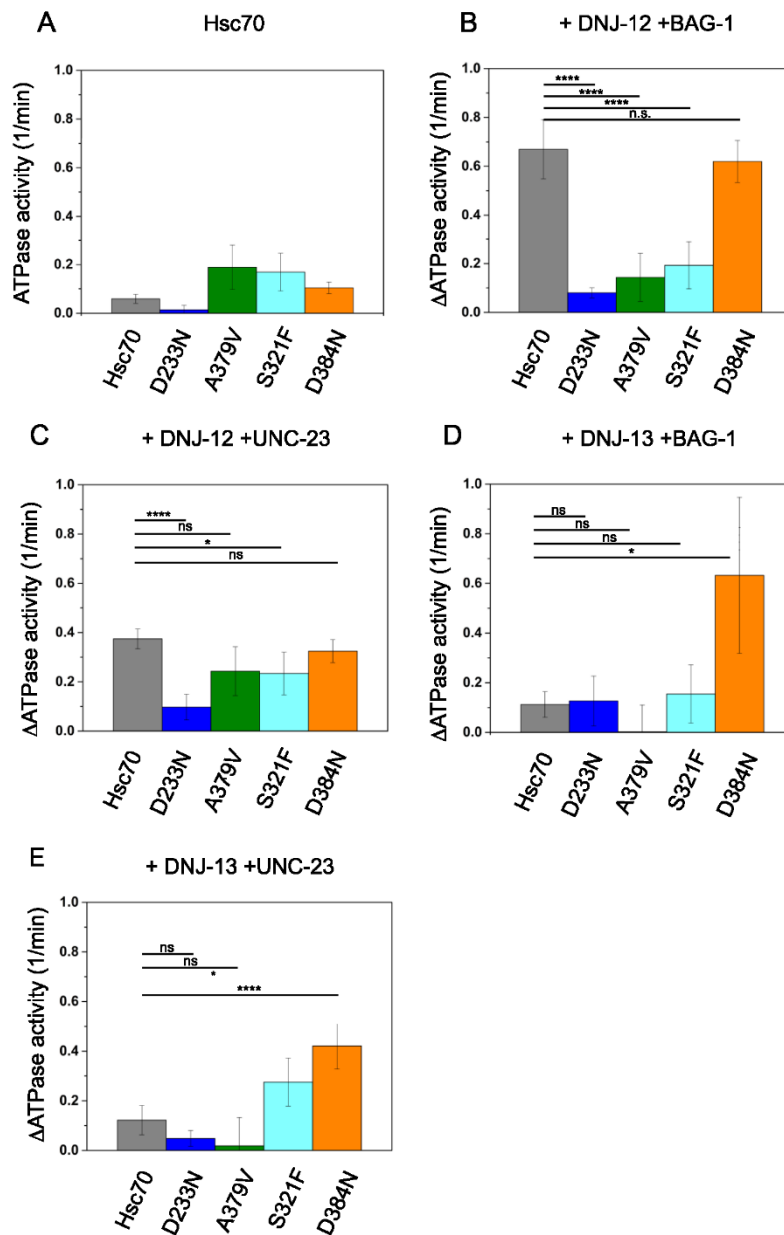 A
Hsc70
ATPase activity (1/min)
1.0
0.8
0.6
0.4
0.2
0.0
Hsc70
D233N
A379V
S321F
D384N
B
+ DNJ-12 +BAG-1
ΔATPase activity (1/min)
1.0
0.8
0.6
0.4
0.2
0.0
****
****
****
n.s.
Hsc70
D233N
A379V
S321F
D384N
C
+ DNJ-12 +UNC-23
ΔATPase activity (1/min)
1.0
0.8
0.6
0.4
0.2
0.0
****
ns
*
ns
Hsc70
D233N
A379V
S321F
D384N
D
+ DNJ-13 +BAG-1
ΔATPase activity (1/min)
1.0
0.8
0.6
0.4
0.2
0.0
ns
ns
ns
*
Hsc70
D233N
A379V
S321F
D384N
E
+ DNJ-13 +UNC-23
ΔATPase activity (1/min)
1.0
0.8
0.6
0.4
0.2
0.0
ns
ns
*
****
Hsc70
D233N
A379V
S321F
D384N